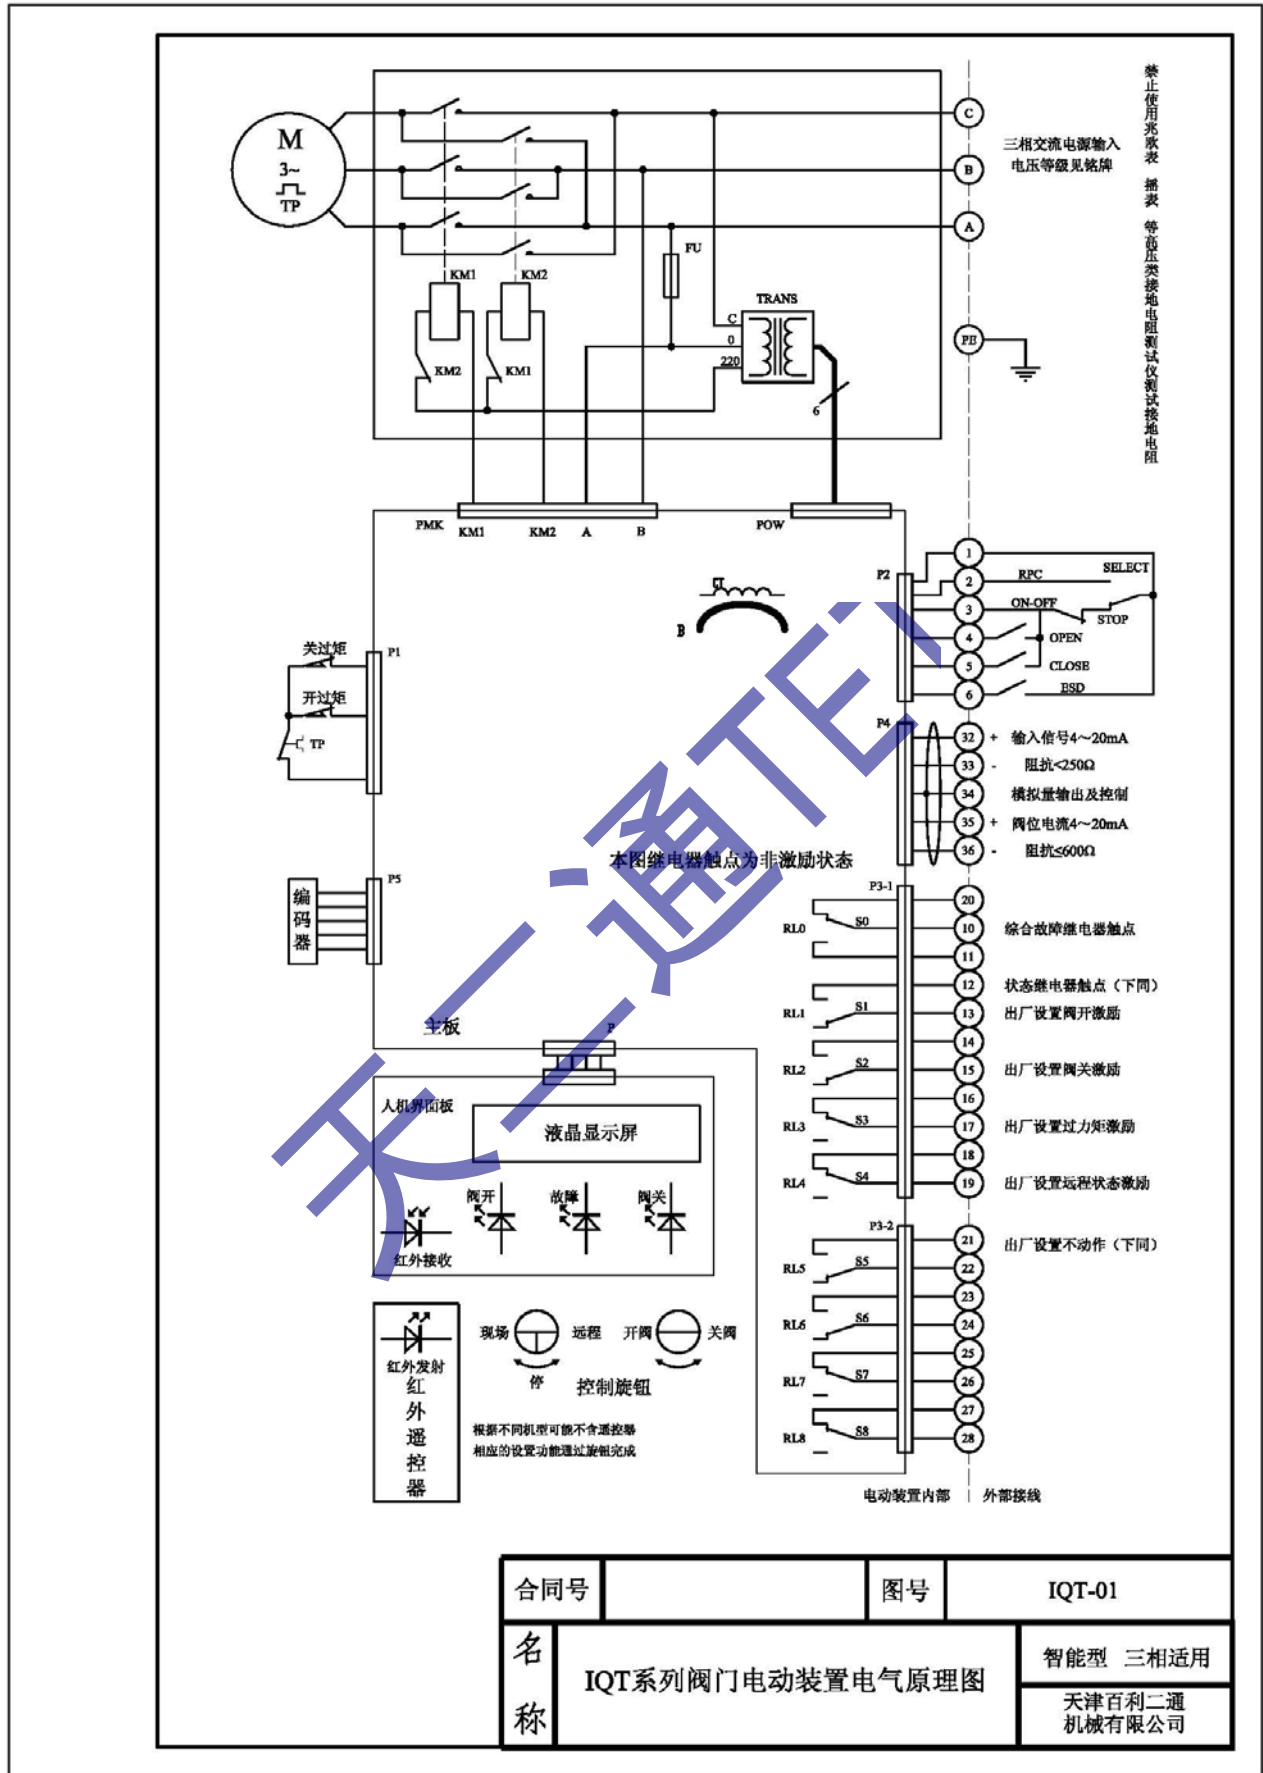 禁止使用兆欧表 摇表 等高压类接地电阻测试仪测试接地电阻
M
3~
TP
C
三相交流电源输入
B
电压等级见铭牌
A
FU
KM1
KM2
TRANS
C
0
220
PE
KM2
KM1
6
PMK
KM1
KM2
A
B
POW
1
P2
2
RPC
SELECT
3
ON-OFF
STOP
4
OPEN
5
CLOSE
6
ESD
CT
B
关过矩
P1
开过矩
TP
P4
32
+
输入信号4~20mA
33
-
阻抗<250Ω
34
模拟量输出及控制
35
+
阀位电流4~20mA
36
-
阻抗≤600Ω
本图继电器触点为非激励状态
编码器
P5
P3-1
20
RL0
S0
10
综合故障继电器触点
11
12
状态继电器触点（下同）
RL1
S1
13
出厂设置阀开激励
14
RL2
S2
15
出厂设置阀关激励
16
RL3
S3
17
出厂设置过力矩激励
18
RL4
S4
19
出厂设置远程状态激励
P3-2
21
出厂设置不动作（下同）
RL5
S5
22
23
RL6
S6
24
25
RL7
S7
26
27
RL8
S8
28
主板
P
人机界面板
液晶显示屏
阀开
故障
阀关
红外接收
红外发射
红外遥控器
现场
远程
停
开阀
关阀
控制旋钮
根据不同机型可能不含遥控器
相应的设置功能通过旋钮完成
电动装置内部
外部接线
天二通TE
合同号
图号
IQT-01
名称
IQT系列阀门电动装置电气原理图
智能型 三相适用
天津百利二通
机械有限公司